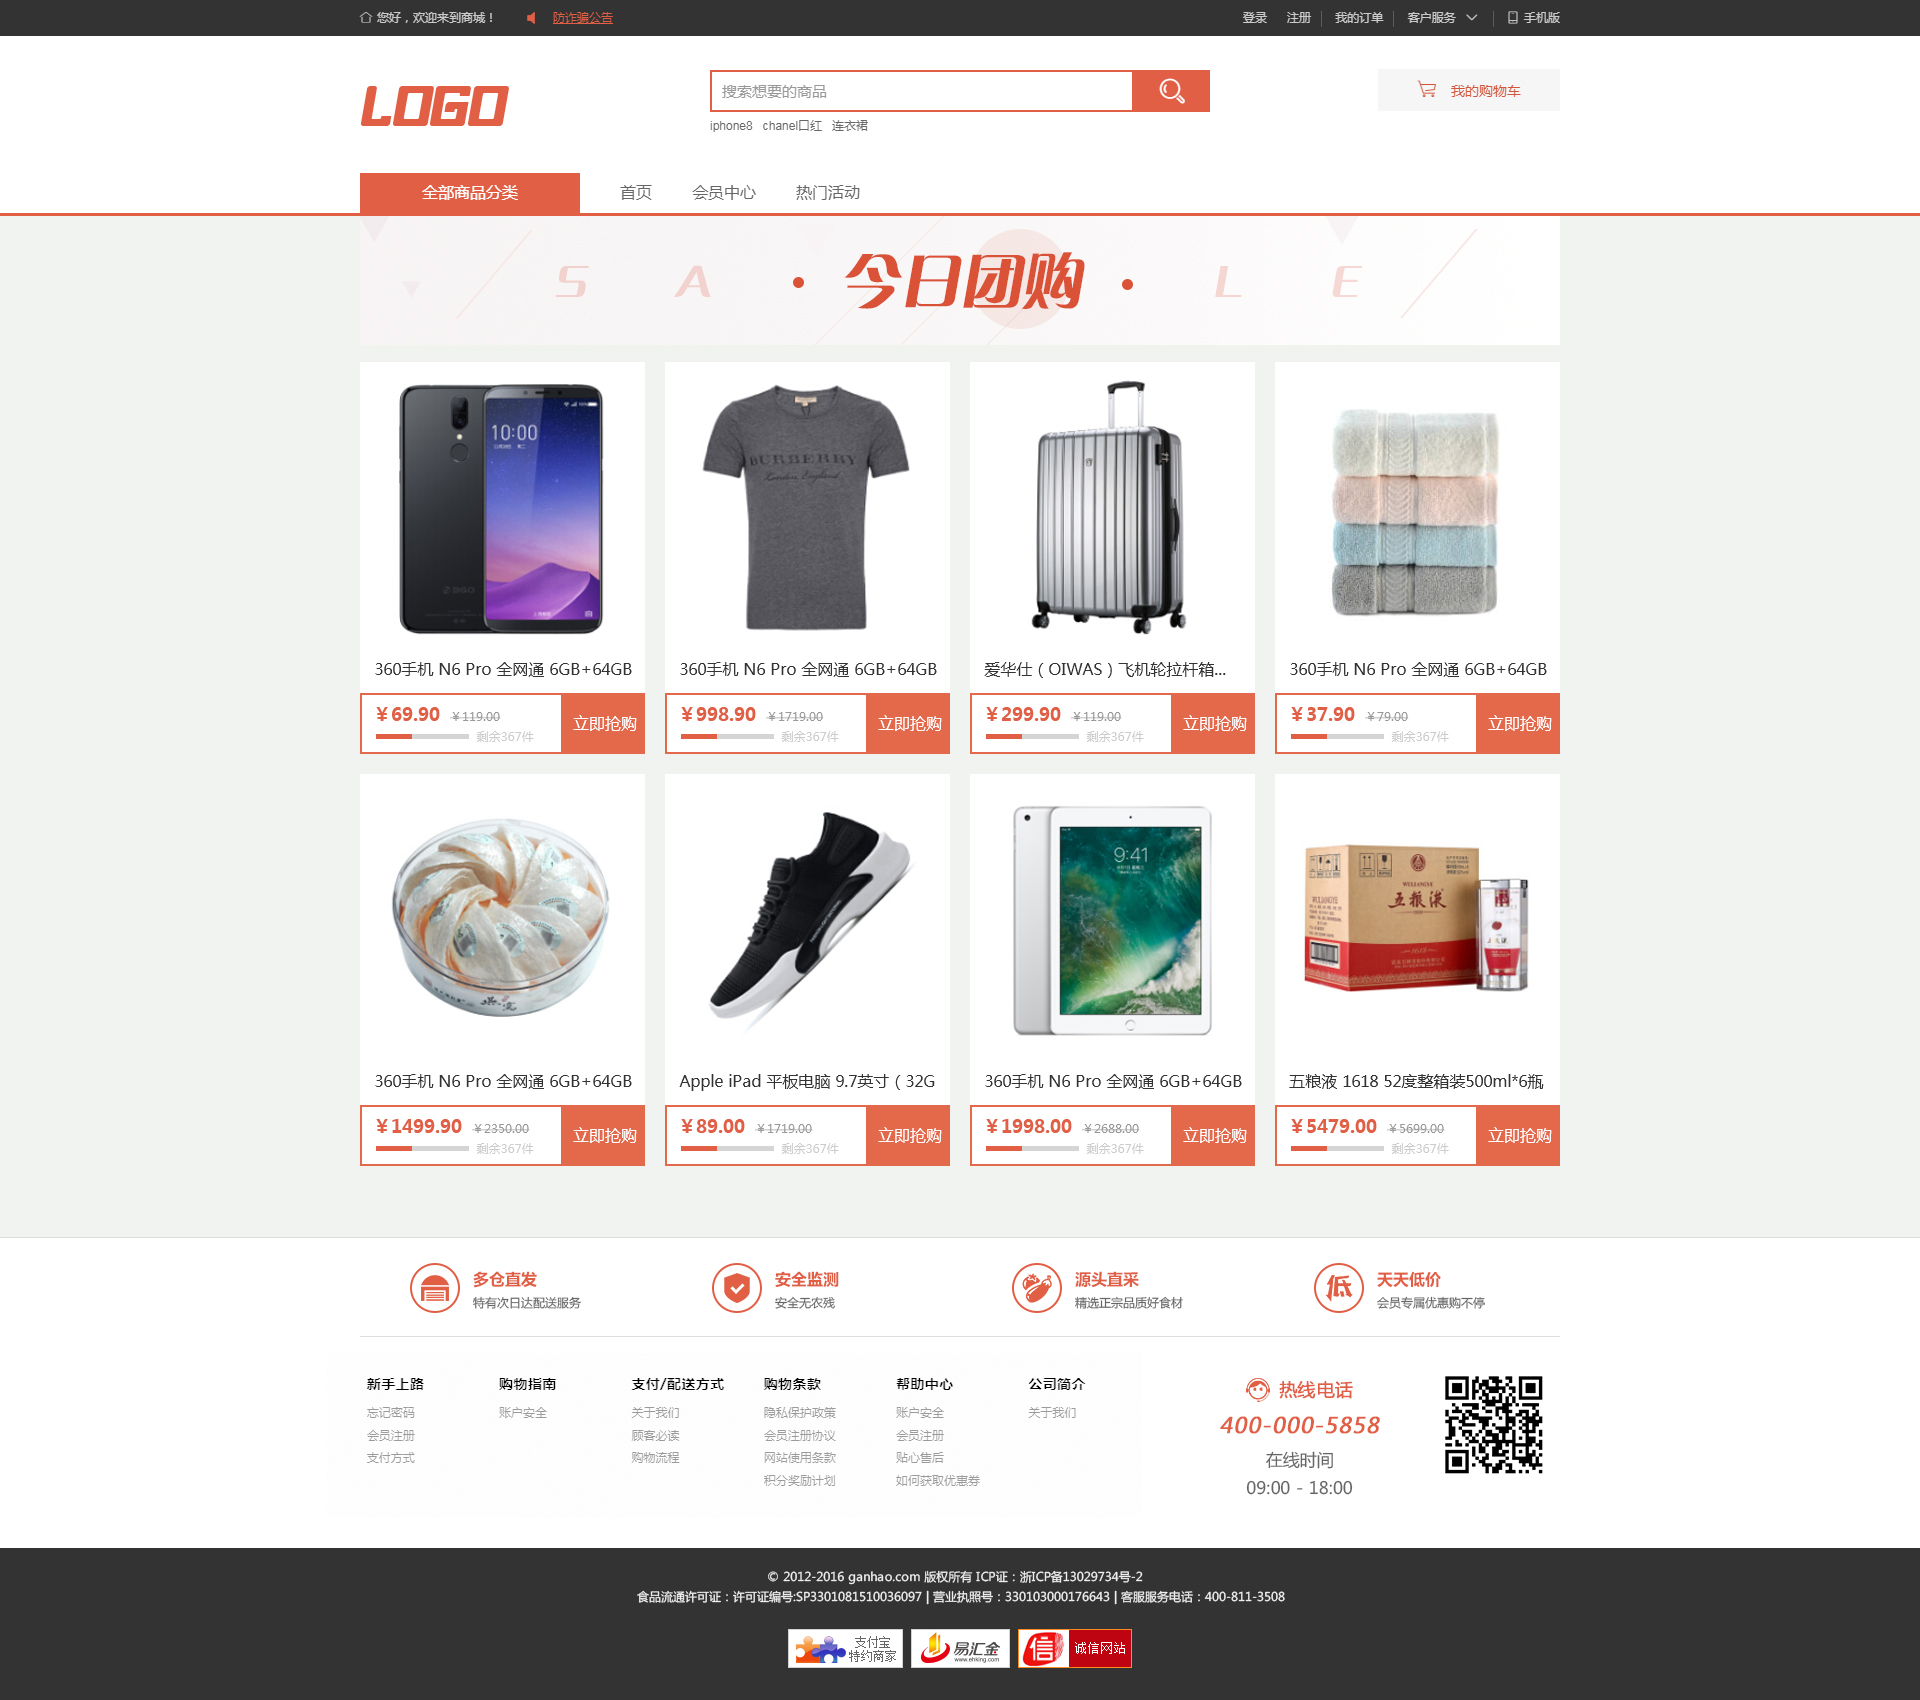 您好，欢迎来到商城！ 防诈骗公告 登录 注册 我的订单 客户服务 手机版
LOGO
搜索想要的商品
我的购物车
iphone8 chanel口红 连衣裙
全部商品分类 首页 会员中心 热门活动
S A 今日团购 L E
10:00
BURBERRY
London, England
360手机 N6 Pro 全网通 6GB+64GB
¥69.90 ¥119.00
剩余367件
立即抢购
360手机 N6 Pro 全网通 6GB+64GB
¥998.90 ¥1719.00
剩余367件
立即抢购
爱华仕（OIWAS）飞机轮拉杆箱...
¥299.90 ¥119.00
剩余367件
立即抢购
360手机 N6 Pro 全网通 6GB+64GB
¥37.90 ¥79.00
剩余367件
立即抢购
9:41
WULIANGYE
五粮液
360手机 N6 Pro 全网通 6GB+64GB
¥1499.90 ¥2350.00
剩余367件
立即抢购
Apple iPad 平板电脑 9.7英寸（32G
¥89.00 ¥1719.00
剩余367件
立即抢购
360手机 N6 Pro 全网通 6GB+64GB
¥1998.00 ¥2688.00
剩余367件
立即抢购
五粮液 1618 52度整箱装500ml*6瓶
¥5479.00 ¥5699.00
剩余367件
立即抢购
多仓直发
特有次日达配送服务
安全监测
安全无农残
源头直采
精选正宗品质好食材
低
天天低价
会员专属优惠购不停
新手上路
忘记密码
会员注册
支付方式
购物指南
账户安全
支付/配送方式
关于我们
顾客必读
购物流程
购物条款
隐私保护政策
会员注册协议
网站使用条款
积分奖励计划
帮助中心
账户安全
会员注册
贴心售后
如何获取优惠券
公司简介
关于我们
热线电话
400-000-5858
在线时间
09:00 - 18:00
© 2012-2016 ganhao.com 版权所有 ICP证：浙ICP备13029734号-2
食品流通许可证：许可证编号:SP3301081510036097 | 营业执照号：330103000176643 | 客服服务电话：400-811-3508
支付宝
特约商家
易汇金
www.ehking.com
信
诚信网站